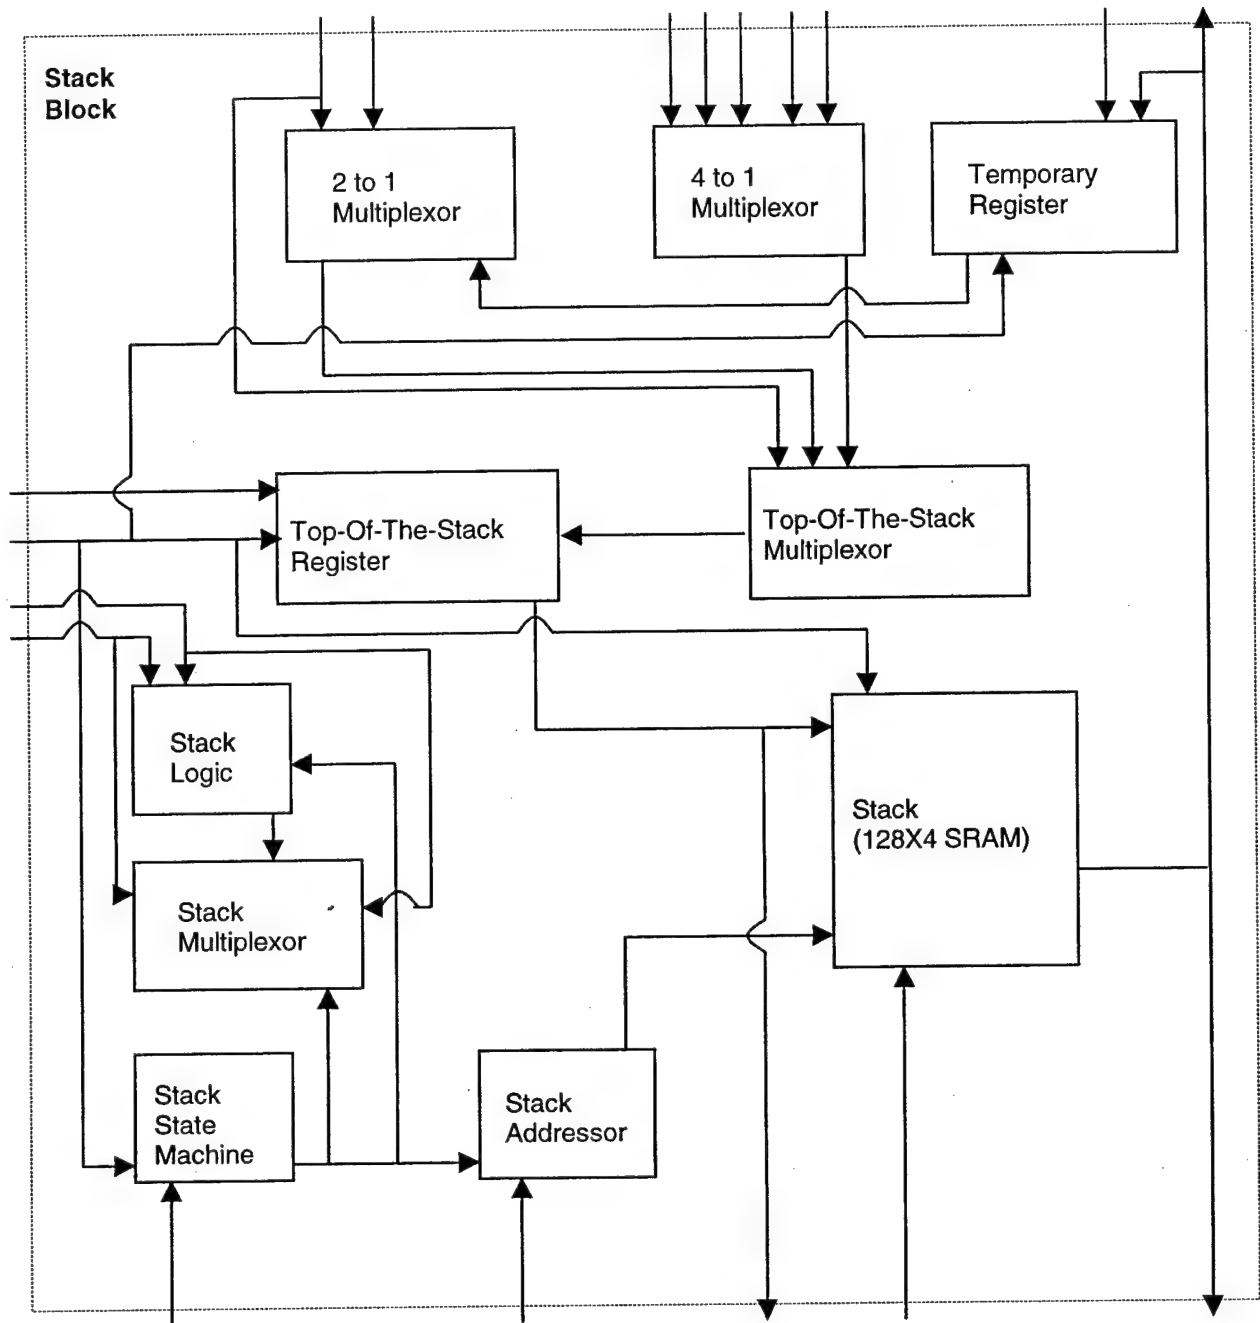 Stack
Block
2 to 1
Multiplexor
4 to 1
Multiplexor
Temporary
Register
Top-Of-The-Stack
Register
Top-Of-The-Stack
Multiplexor
Stack
Logic
Stack
(128X4 SRAM)
Stack
Multiplexor
Stack
State
Machine
Stack
Addressor